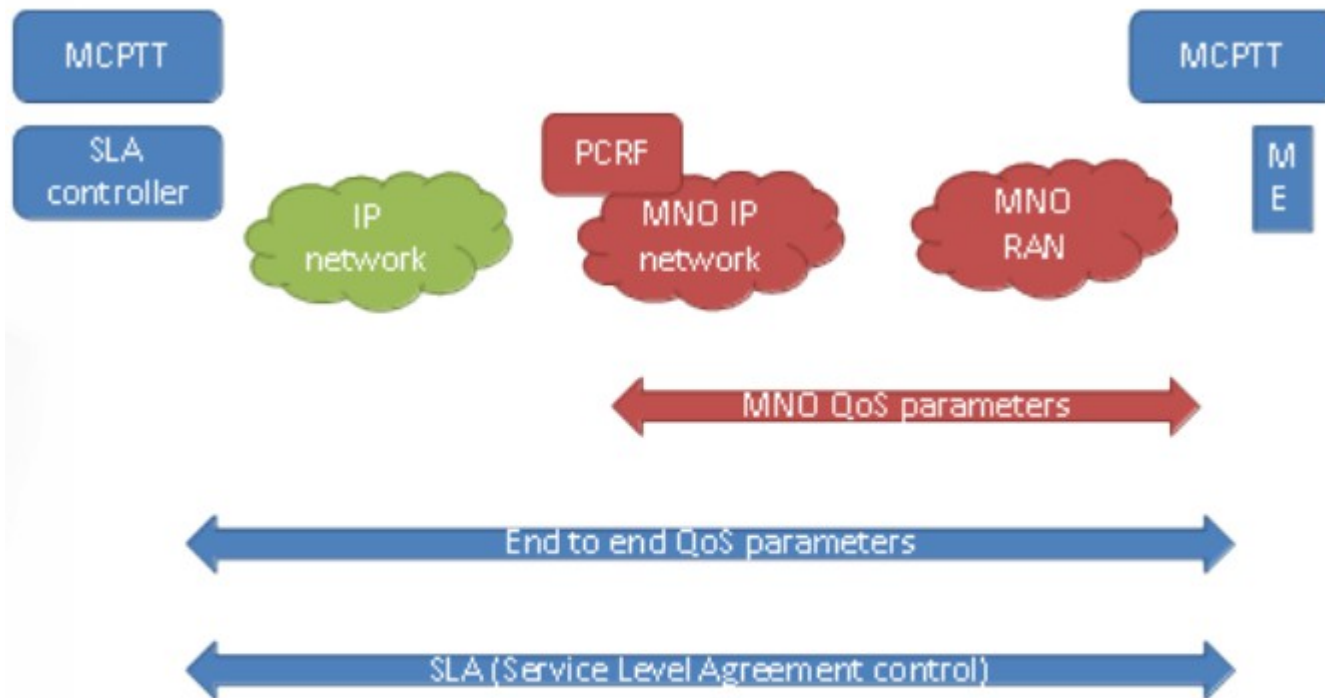 MCPTT
MCPTT
SLA
controller
PCRF
M
E
IP
network
MNO IP
network
MNO
RAN
MNO QoS parameters
End to end QoS parameters
SLA (Service Level Agreement control)